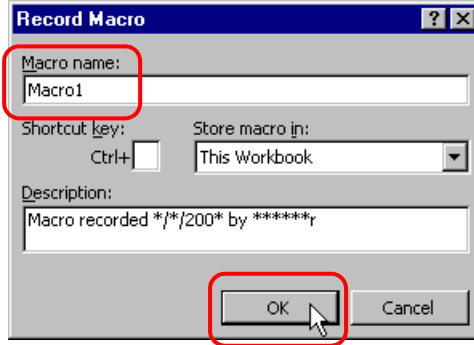 Record Macro
Macro name:
Macro1
Shortcut key: Store macro in:
Ctrl+ This Workbook
Description:
Macro recorded */*/200* by ******r
OK Cancel